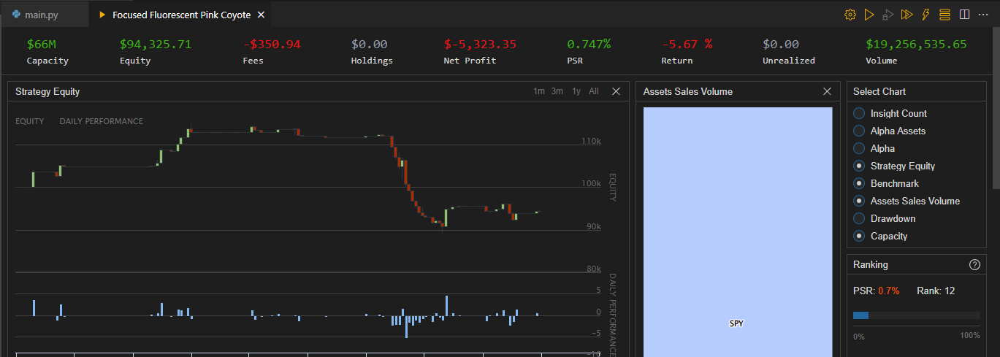 main.py Focused Fluorescent Pink Coyote
$66M $94,325.71 -$350.94 $0.00 $-5,323.35 0.747% -5.67 % $0.00 $19,256,535.65
Capacity Equity Fees Holdings Net Profit PSR Return Unrealized Volume
Strategy Equity 1m 3m 1y All
EQUITY DAILY PERFORMANCE
110k
100k
90k
80k
EQUITY
5
0
-5
-10
DAILY PERFORMANCE
Assets Sales Volume
SPY
Select Chart
Insight Count
Alpha Assets
Alpha
Strategy Equity
Benchmark
Assets Sales Volume
Drawdown
Capacity
Ranking ?
PSR: 0.7% Rank: 12
0% 100%